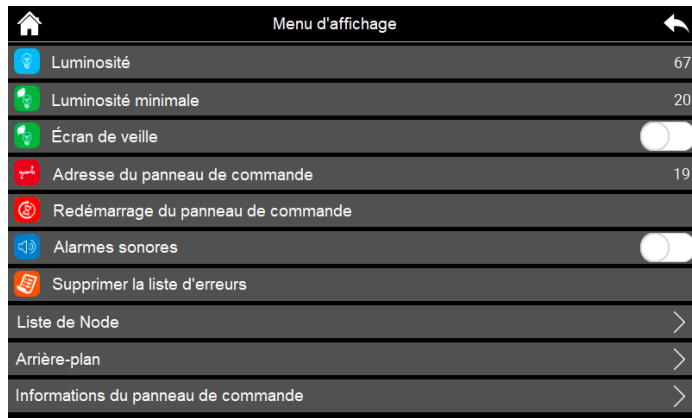 Menu d'affichage
Luminosité 67
Luminosité minimale 20
Écran de veille
Adresse du panneau de commande 19
Redémarrage du panneau de commande
Alarmes sonores
Supprimer la liste d'erreurs
Liste de Node
Arrière-plan
Informations du panneau de commande